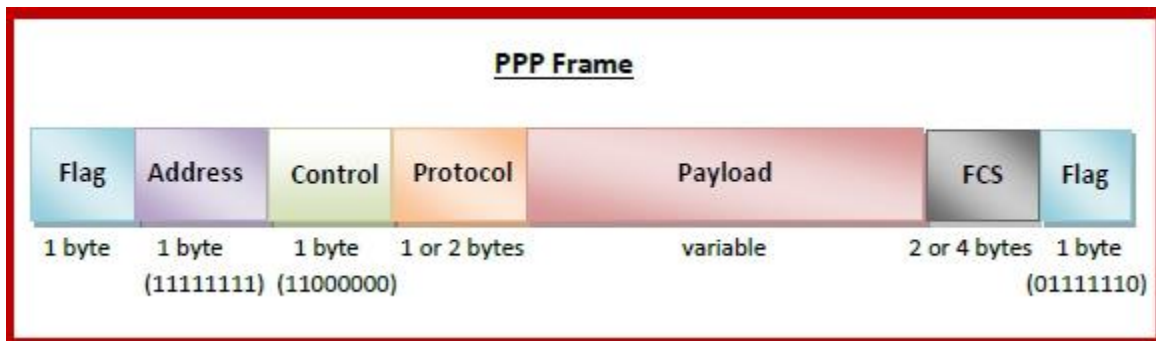 PPP Frame
Flag Address Control Protocol Payload FCS Flag
1 byte 1 byte 1 byte 1 or 2 bytes variable 2 or 4 bytes 1 byte
(11111111) (11000000) (01111110)